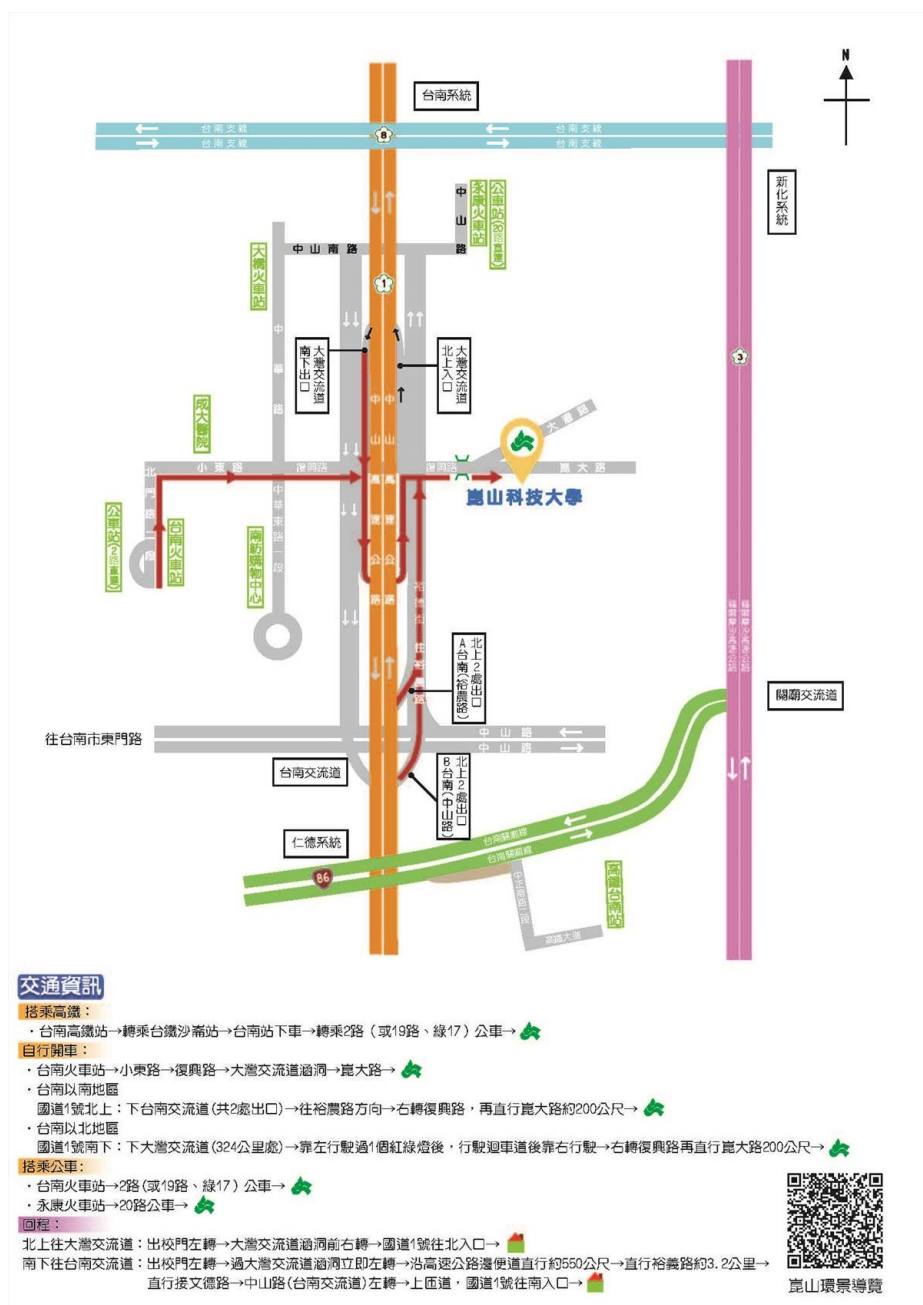 N
台南系統
台南支線
台南支線
台南支線
台南支線
8
新化系統
中山路
永康火車站
公車站(20路直達)
大橋火車站
中山南路
1
3
中華路
大灣交流道
南下出口
大灣交流道
北上入口
成大醫院
大灣路
中山高速公路
中山高速公路
北門路一段
小東路
復興路
復興路
崑大路
崑山科技大學
公車站(2路直達)
台南火車站
中華東路一段
南紡購物中心
福爾摩沙高速公路
福爾摩沙高速公路
北上2處出口
A台南(裕農路)
關廟交流道
往台南市東門路
中山路
中山路
台南交流道
北上2處出口
B台南(中山路)
仁德系統
台南關廟線
台南關廟線
86
中正南路一段
高鐵台南站
高鐵大道
交通資訊
搭乘高鐵：
・台南高鐵站→轉乘台鐵沙崙站→台南站下車→轉乘2路（或19路、綠17）公車→
自行開車：
・台南火車站→小東路→復興路→大灣交流道涵洞→崑大路→
・台南以南地區
國道1號北上：下台南交流道(共2處出口)→往裕農路方向→右轉復興路，再直行崑大路約200公尺→
・台南以北地區
國道1號南下：下大灣交流道(324公里處)→靠左行駛過1個紅綠燈後，行駛迴車道後靠右行駛→右轉復興路再直行崑大路200公尺→
搭乘公車:
・台南火車站→2路(或19路、綠17）公車→
・永康火車站→20路公車→
回程：
北上往大灣交流道：出校門左轉→大灣交流道涵洞前右轉→國道1號往北入口→
南下往台南交流道：出校門左轉→過大灣交流道涵洞立即左轉→沿高速公路邊便道直行約550公尺→直行裕義路約3.2公里→
直行接文德路→中山路(台南交流道)左轉→上匝道，國道1號往南入口→
崑山環景導覽